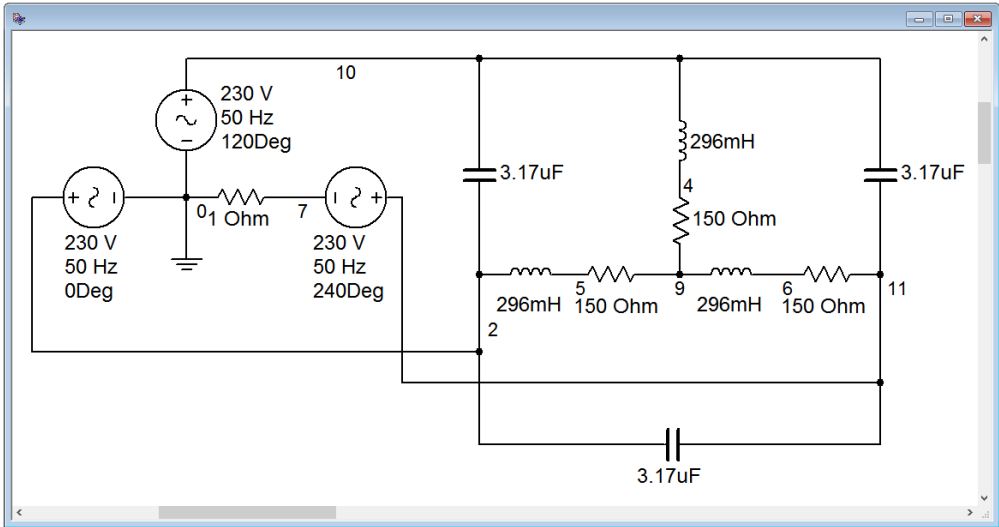 10
230 V
50 Hz
120Deg
296mH
3.17uF
3.17uF
4
150 Ohm
0
1 Ohm
7
230 V
50 Hz
0Deg
230 V
50 Hz
240Deg
5
9
6
11
296mH
150 Ohm
296mH
150 Ohm
2
3.17uF